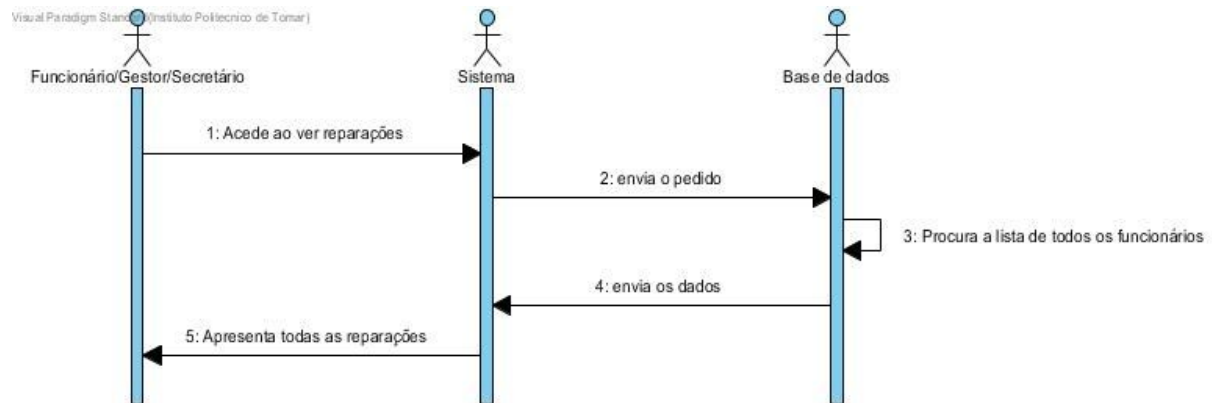 Visual Paradigm Standard(Instituto Politecnico de Tomar)
Funcionário/Gestor/Secretário
Sistema
Base de dados
1: Acede ao ver reparações
2: envia o pedido
3: Procura a lista de todos os funcionários
4: envia os dados
5: Apresenta todas as reparações